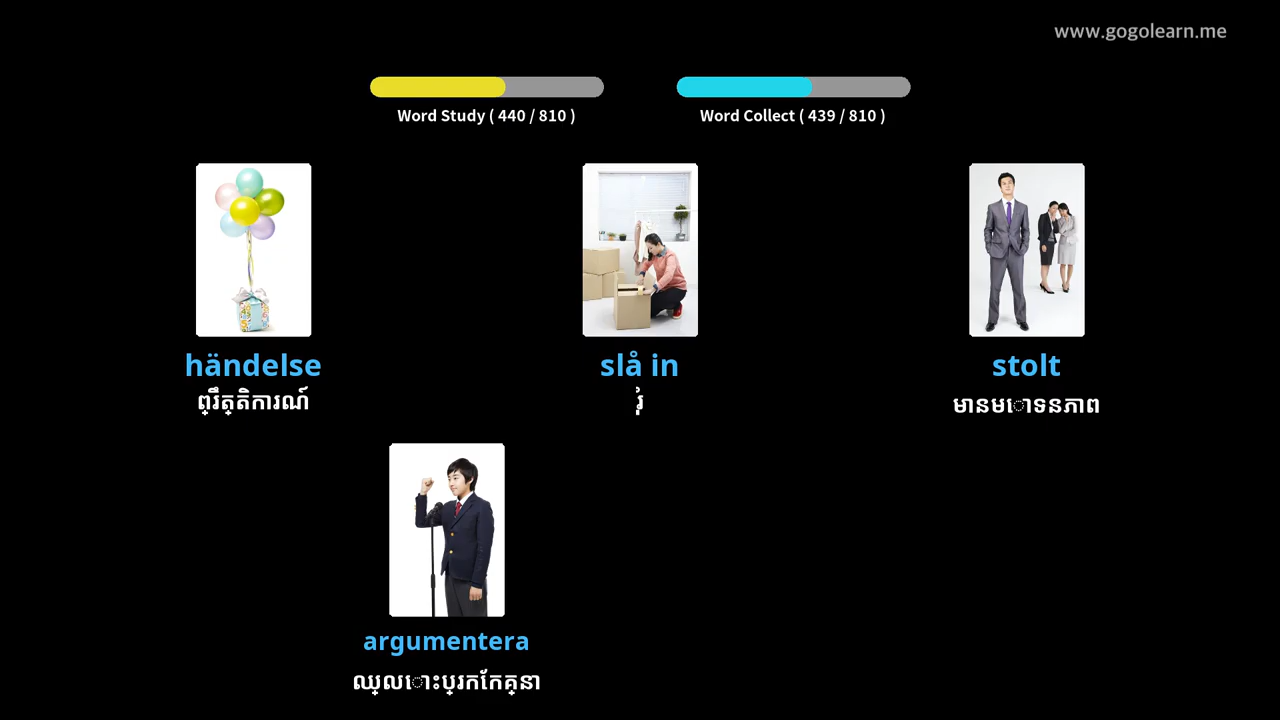 www.gogolearn.me
Word Study ( 440 / 810 )
Word Collect ( 439 / 810 )
händelse
ព្រឹត្តិការណ៍
slå in
រុំ
stolt
មានមោទនភាព
argumentera
ឈ្លោះប្រកែកគ្នា